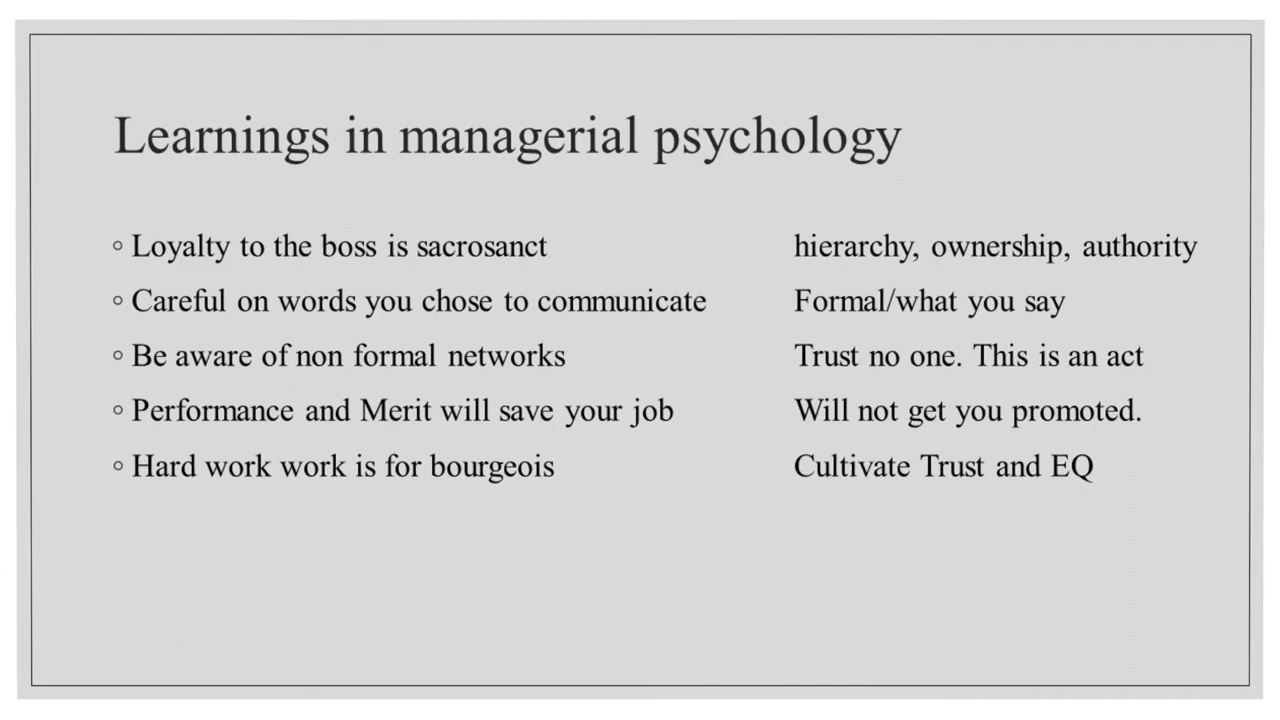 Learnings in managerial psychology
◦ Loyalty to the boss is sacrosanct hierarchy, ownership, authority
◦ Careful on words you chose to communicate Formal/what you say
◦ Be aware of non formal networks Trust no one. This is an act
◦ Performance and Merit will save your job Will not get you promoted.
◦ Hard work work is for bourgeois Cultivate Trust and EQ